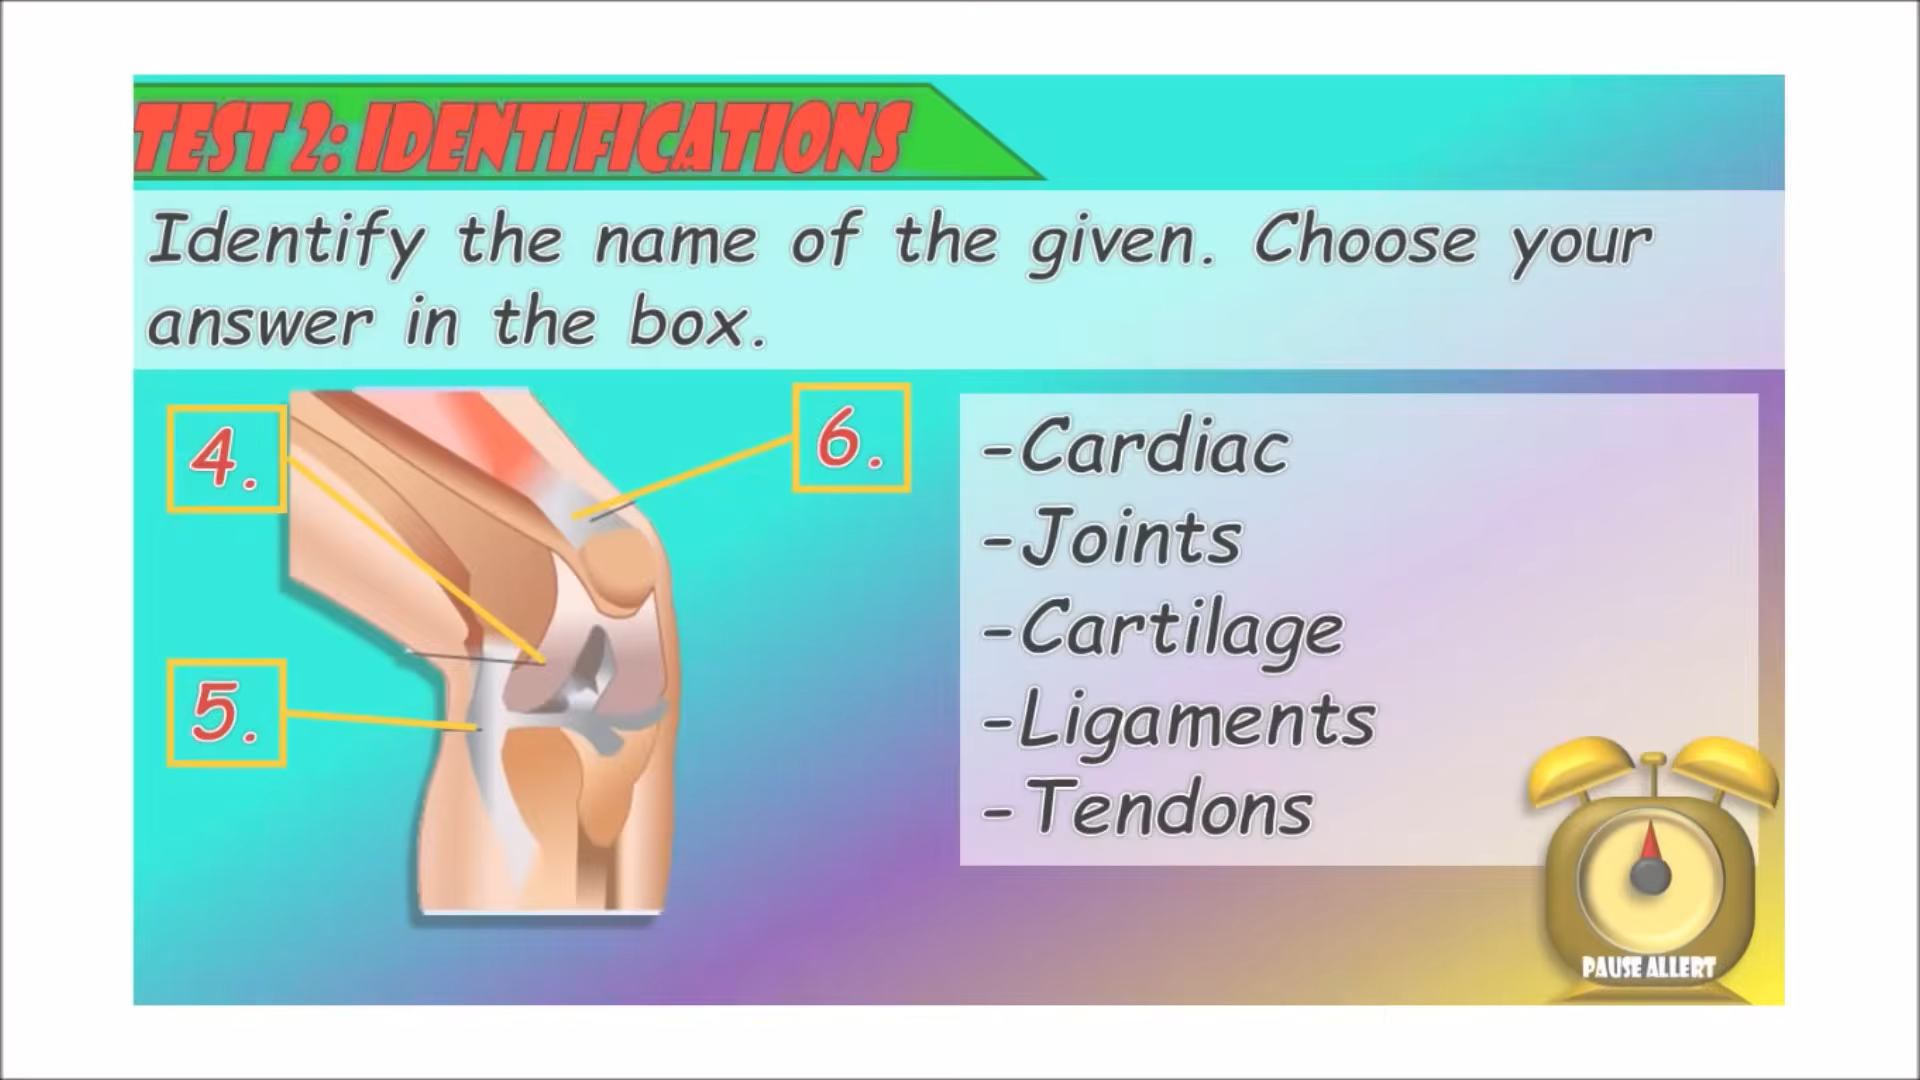 TEST 2: IDENTIFICATIONS
Identify the name of the given. Choose your
answer in the box.
4.
6.
5.
-Cardiac
-Joints
-Cartilage
-Ligaments
-Tendons
PAUSE ALLERT